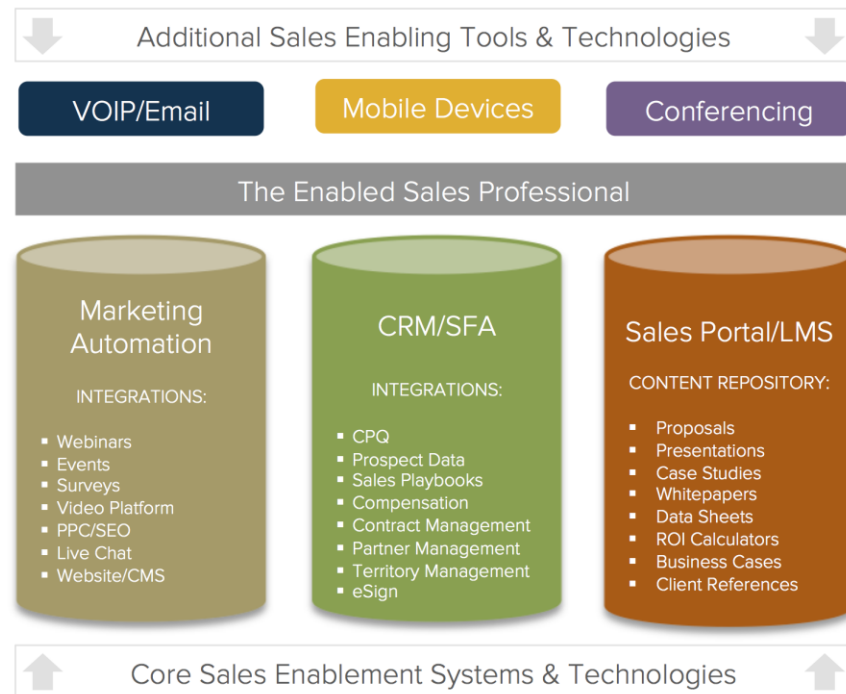 Additional Sales Enabling Tools & Technologies
VOIP/Email
Mobile Devices
Conferencing
The Enabled Sales Professional
Marketing
Automation
INTEGRATIONS:
▪ Webinars
▪ Events
▪ Surveys
▪ Video Platform
▪ PPC/SEO
▪ Live Chat
▪ Website/CMS
CRM/SFA
INTEGRATIONS:
▪ CPQ
▪ Prospect Data
▪ Sales Playbooks
▪ Compensation
▪ Contract Management
▪ Partner Management
▪ Territory Management
▪ eSign
Sales Portal/LMS
CONTENT REPOSITORY:
▪ Proposals
▪ Presentations
▪ Case Studies
▪ Whitepapers
▪ Data Sheets
▪ ROI Calculators
▪ Business Cases
▪ Client References
Core Sales Enablement Systems & Technologies